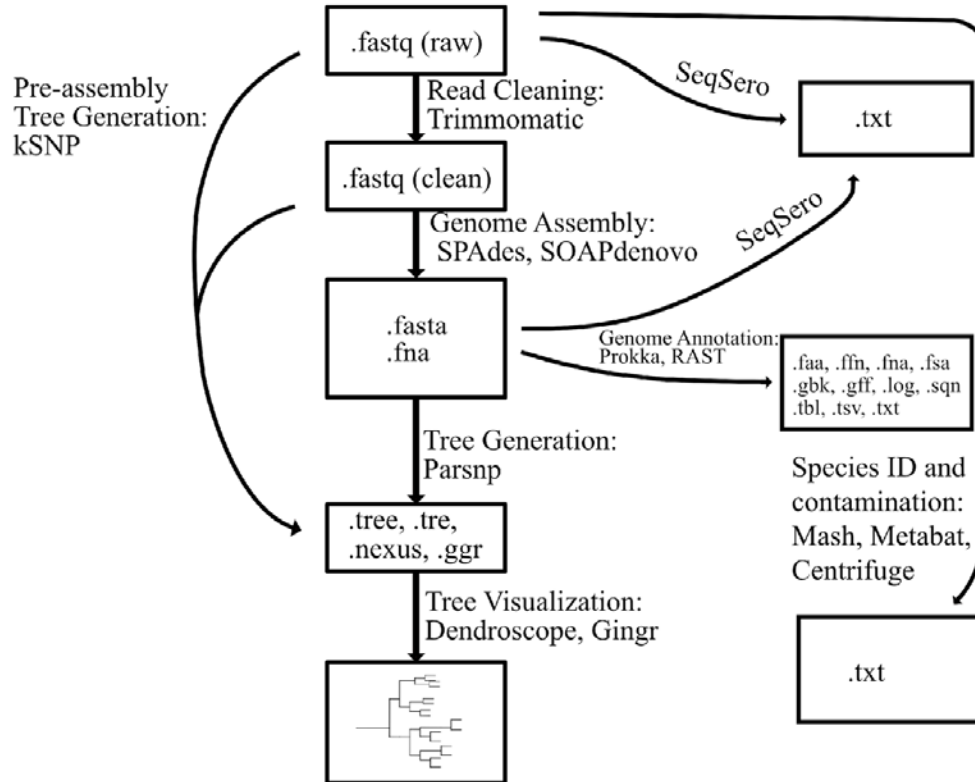 .fastq (raw)
Pre-assembly
Tree Generation:
kSNP
Read Cleaning:
Trimmomatic
SeqSero
.txt
.fastq (clean)
Genome Assembly:
SPAdes, SOAPdenovo
SeqSero
.fasta
.fna
Genome Annotation:
Prokka, RAST
.faa, .ffn, .fna, .fsa
.gbk, .gff, .log, .sqn
.tbl, .tsv, .txt
Tree Generation:
Parsnp
Species ID and
contamination:
Mash, Metabat,
Centrifuge
.tree, .tre,
.nexus, .ggr
Tree Visualization:
Dendroscope, Gingr
.txt